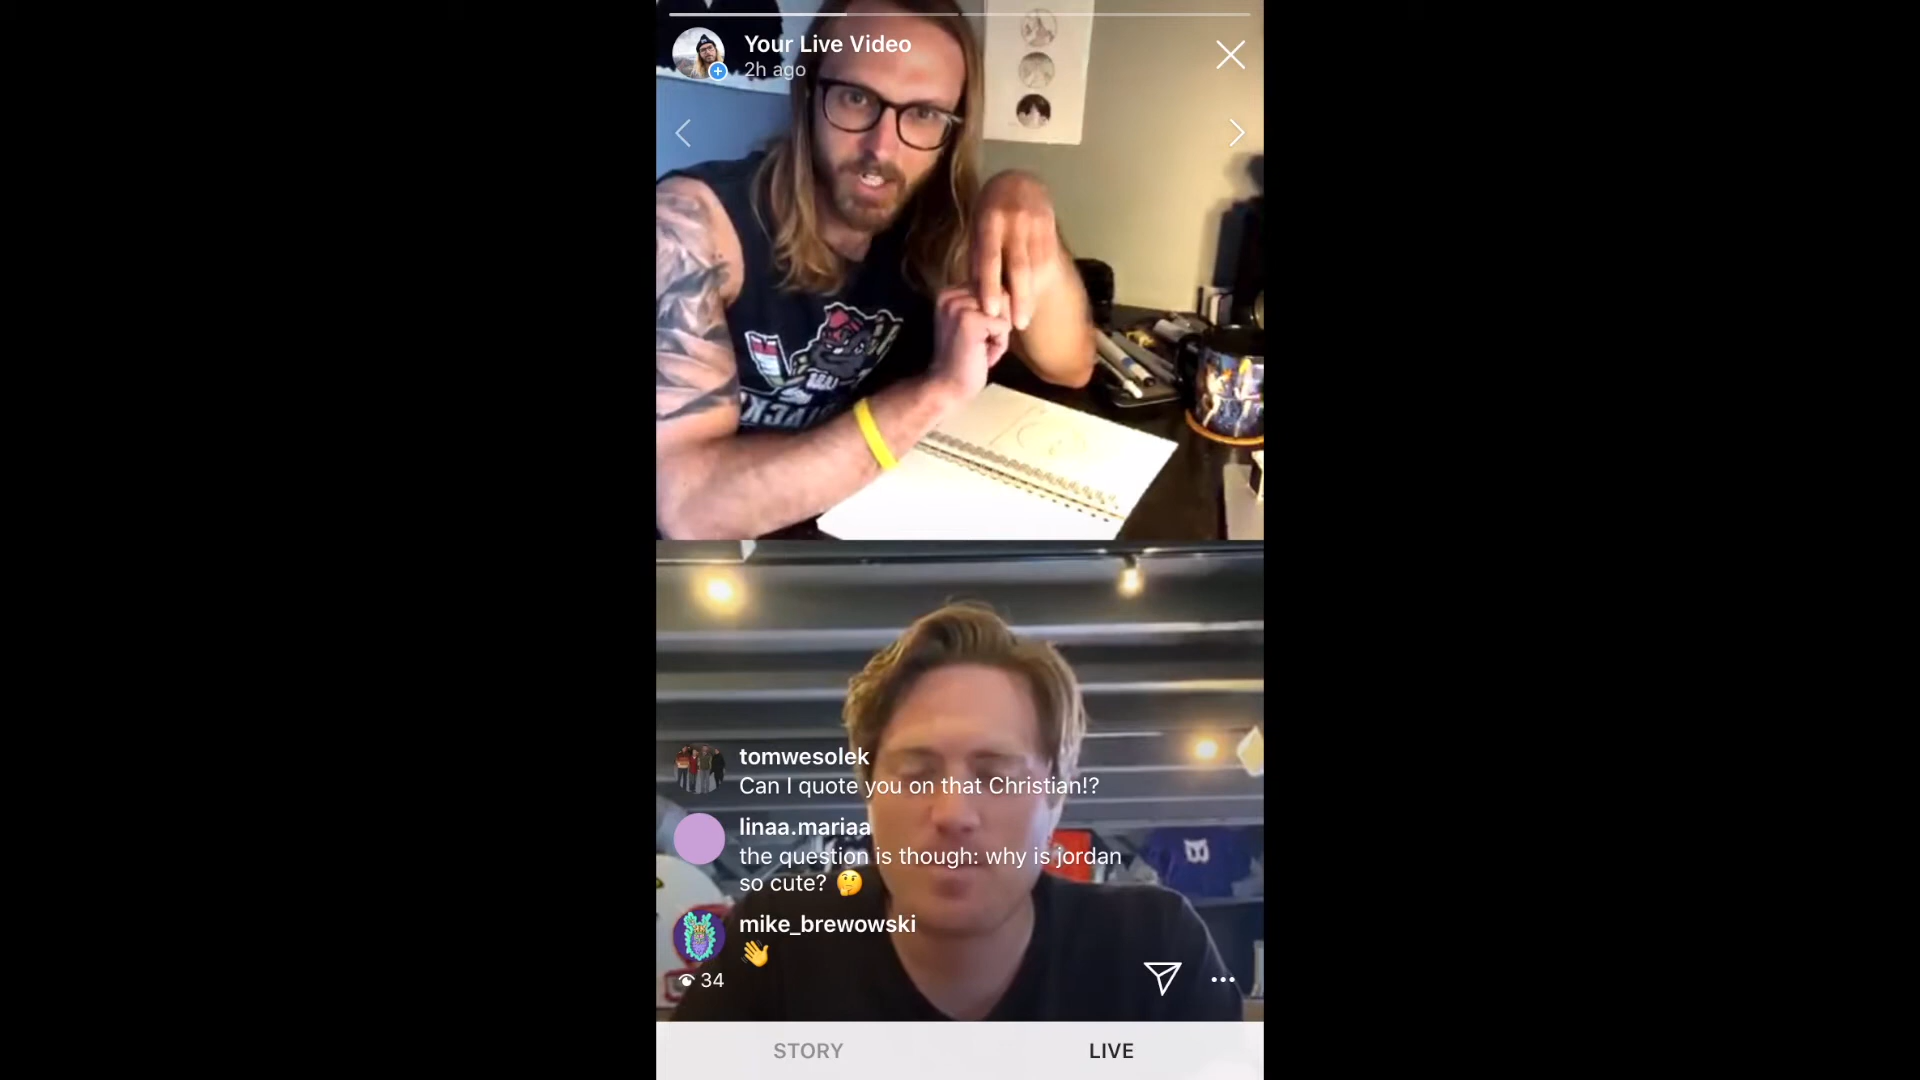 Your Live Video
2h ago
tomwesolek
Can I quote you on that Christian!?
linaa.mariaa
the question is though: why is jordan
so cute? 🤔
mike_brewowski
👋
34
STORY
LIVE